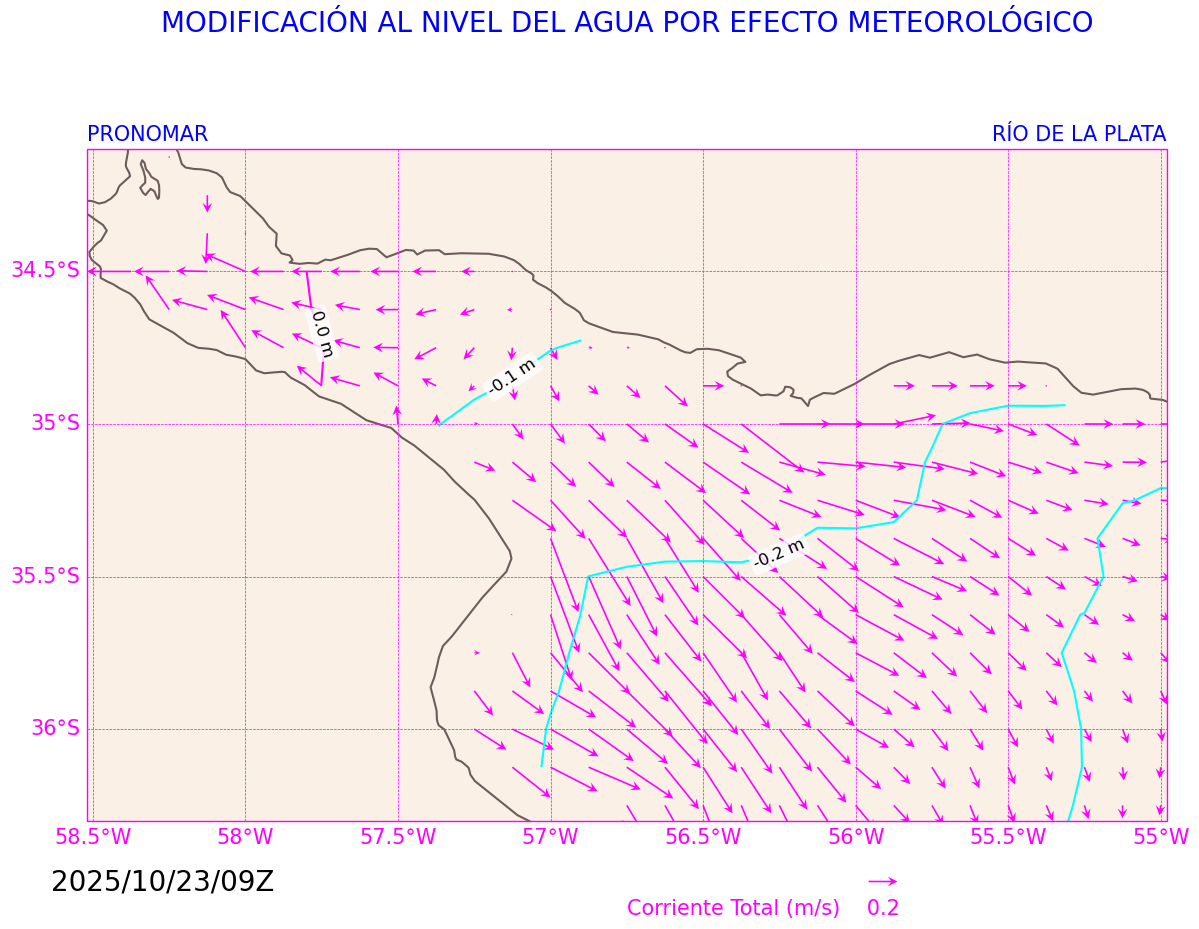 MODIFICACIÓN AL NIVEL DEL AGUA POR EFECTO METEOROLÓGICO
PRONOMAR
RÍO DE LA PLATA
34.5°S
0.0 m
-0.1 m
35°S
-0.2 m
35.5°S
36°S
58.5°W 58°W 57.5°W 57°W 56.5°W 56°W 55.5°W 55°W
2025/10/23/09Z
Corriente Total (m/s) 0.2